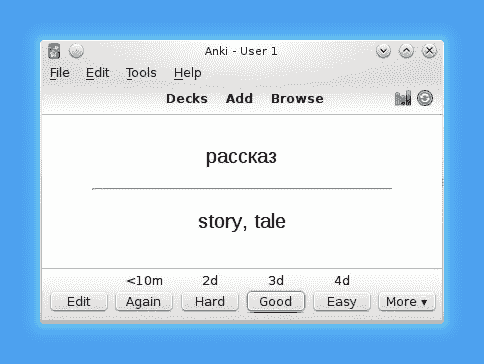 Anki - User 1
File Edit Tools Help
Decks Add Browse
рассказ
story, tale
<10m 2d 3d 4d
Edit Again Hard Good Easy More ▾